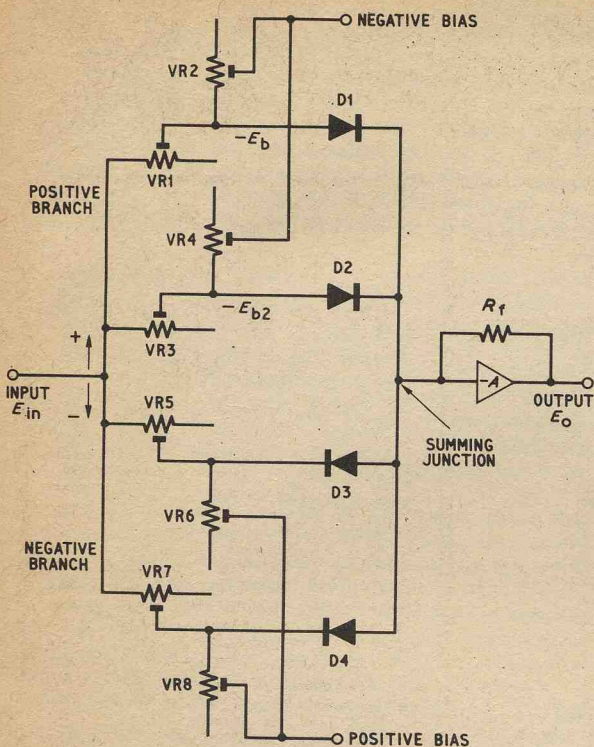 NEGATIVE BIAS
VR2
D1
−Eb
VR1
POSITIVE
BRANCH
VR4
D2
−Eb2
VR3
Rf
+
−A
INPUT
Ein
−
VR5
OUTPUT
Eo
SUMMING
JUNCTION
D3
VR6
NEGATIVE
BRANCH
VR7
D4
VR8
POSITIVE BIAS